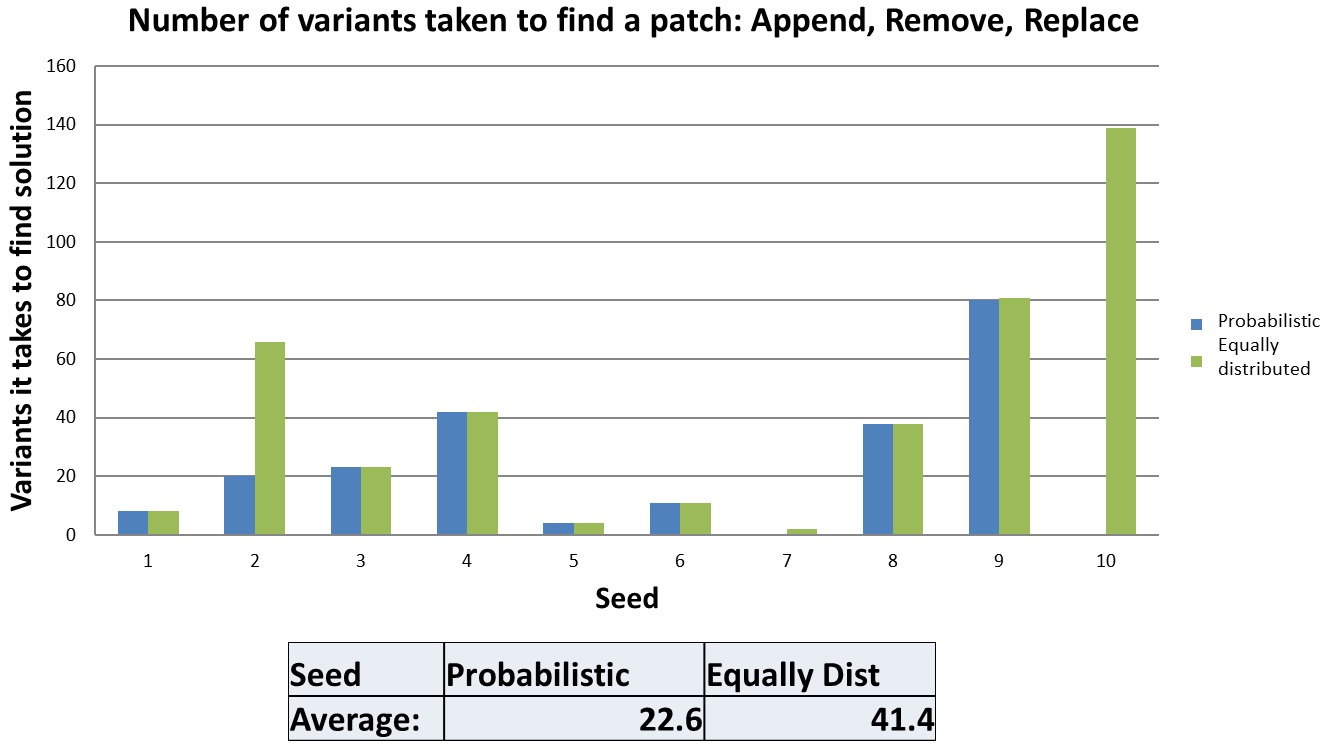 Number of variants taken to find a patch: Append, Remove, Replace
Variants it takes to find solution
160
140
120
100
80
60
40
20
0
1 2 3 4 5 6 7 8 9 10
Seed
Probabilistic
Equally
distributed
Seed Probabilistic Equally Dist
Average: 22.6 41.4